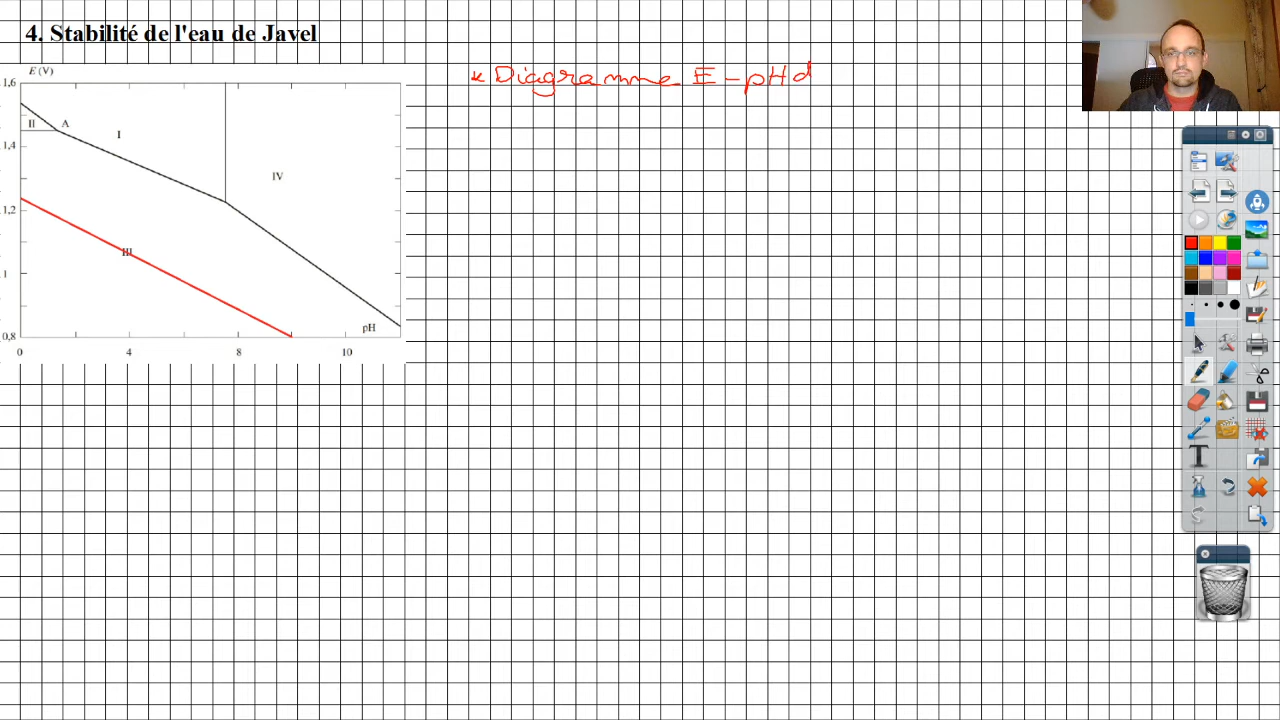 4. Stabilité de l'eau de Javel
* Diagramme E-pH d
E (V)
1,6
II
A
I
1,4
IV
1,2
III
1
pH
0,8
0
4
8
10
T